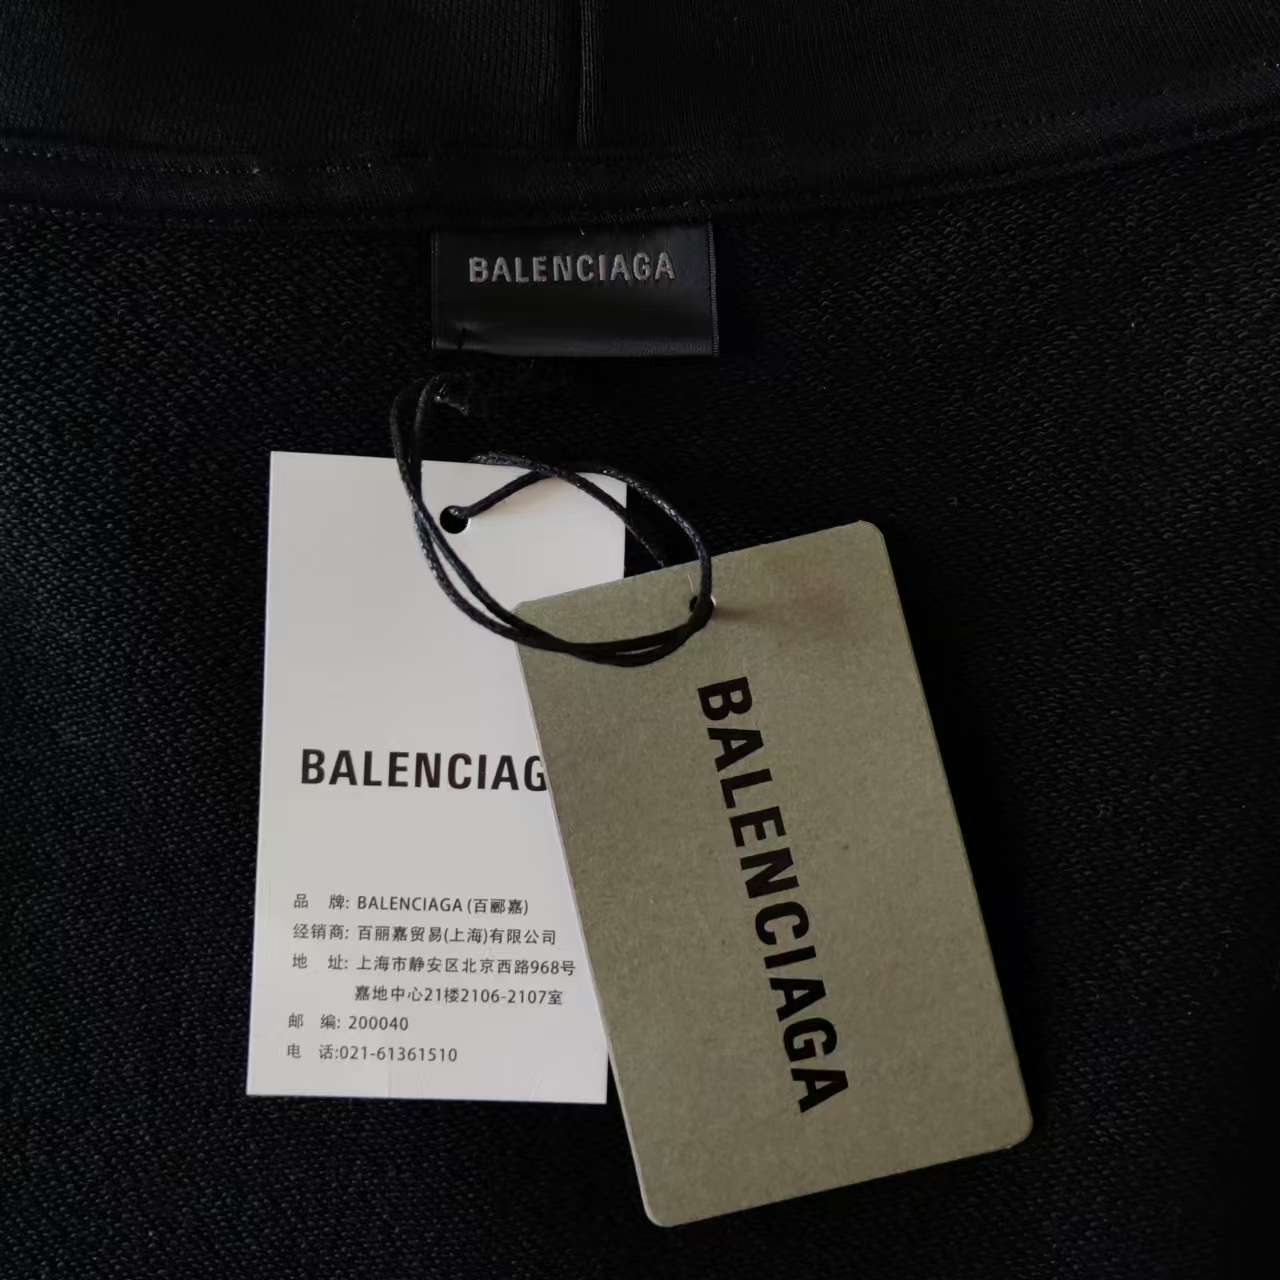 BALENCIAGA
BALENCIAG
品 牌: BALENCIAGA (百郦嘉)
经销商: 百丽嘉贸易(上海)有限公司
地 址: 上海市静安区北京西路968号
嘉地中心21楼2106-2107室
邮 编: 200040
电 话:021-61361510
BALENCIAGA